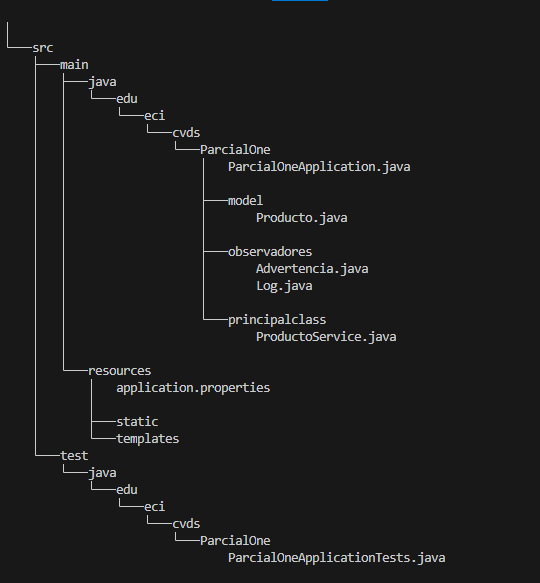 src
main
java
edu
eci
cvds
ParcialOne
ParcialOneApplication.java
model
Producto.java
observadores
Advertencia.java
Log.java
principalclass
ProductoService.java
resources
application.properties
static
templates
test
java
edu
eci
cvds
ParcialOne
ParcialOneApplicationTests.java